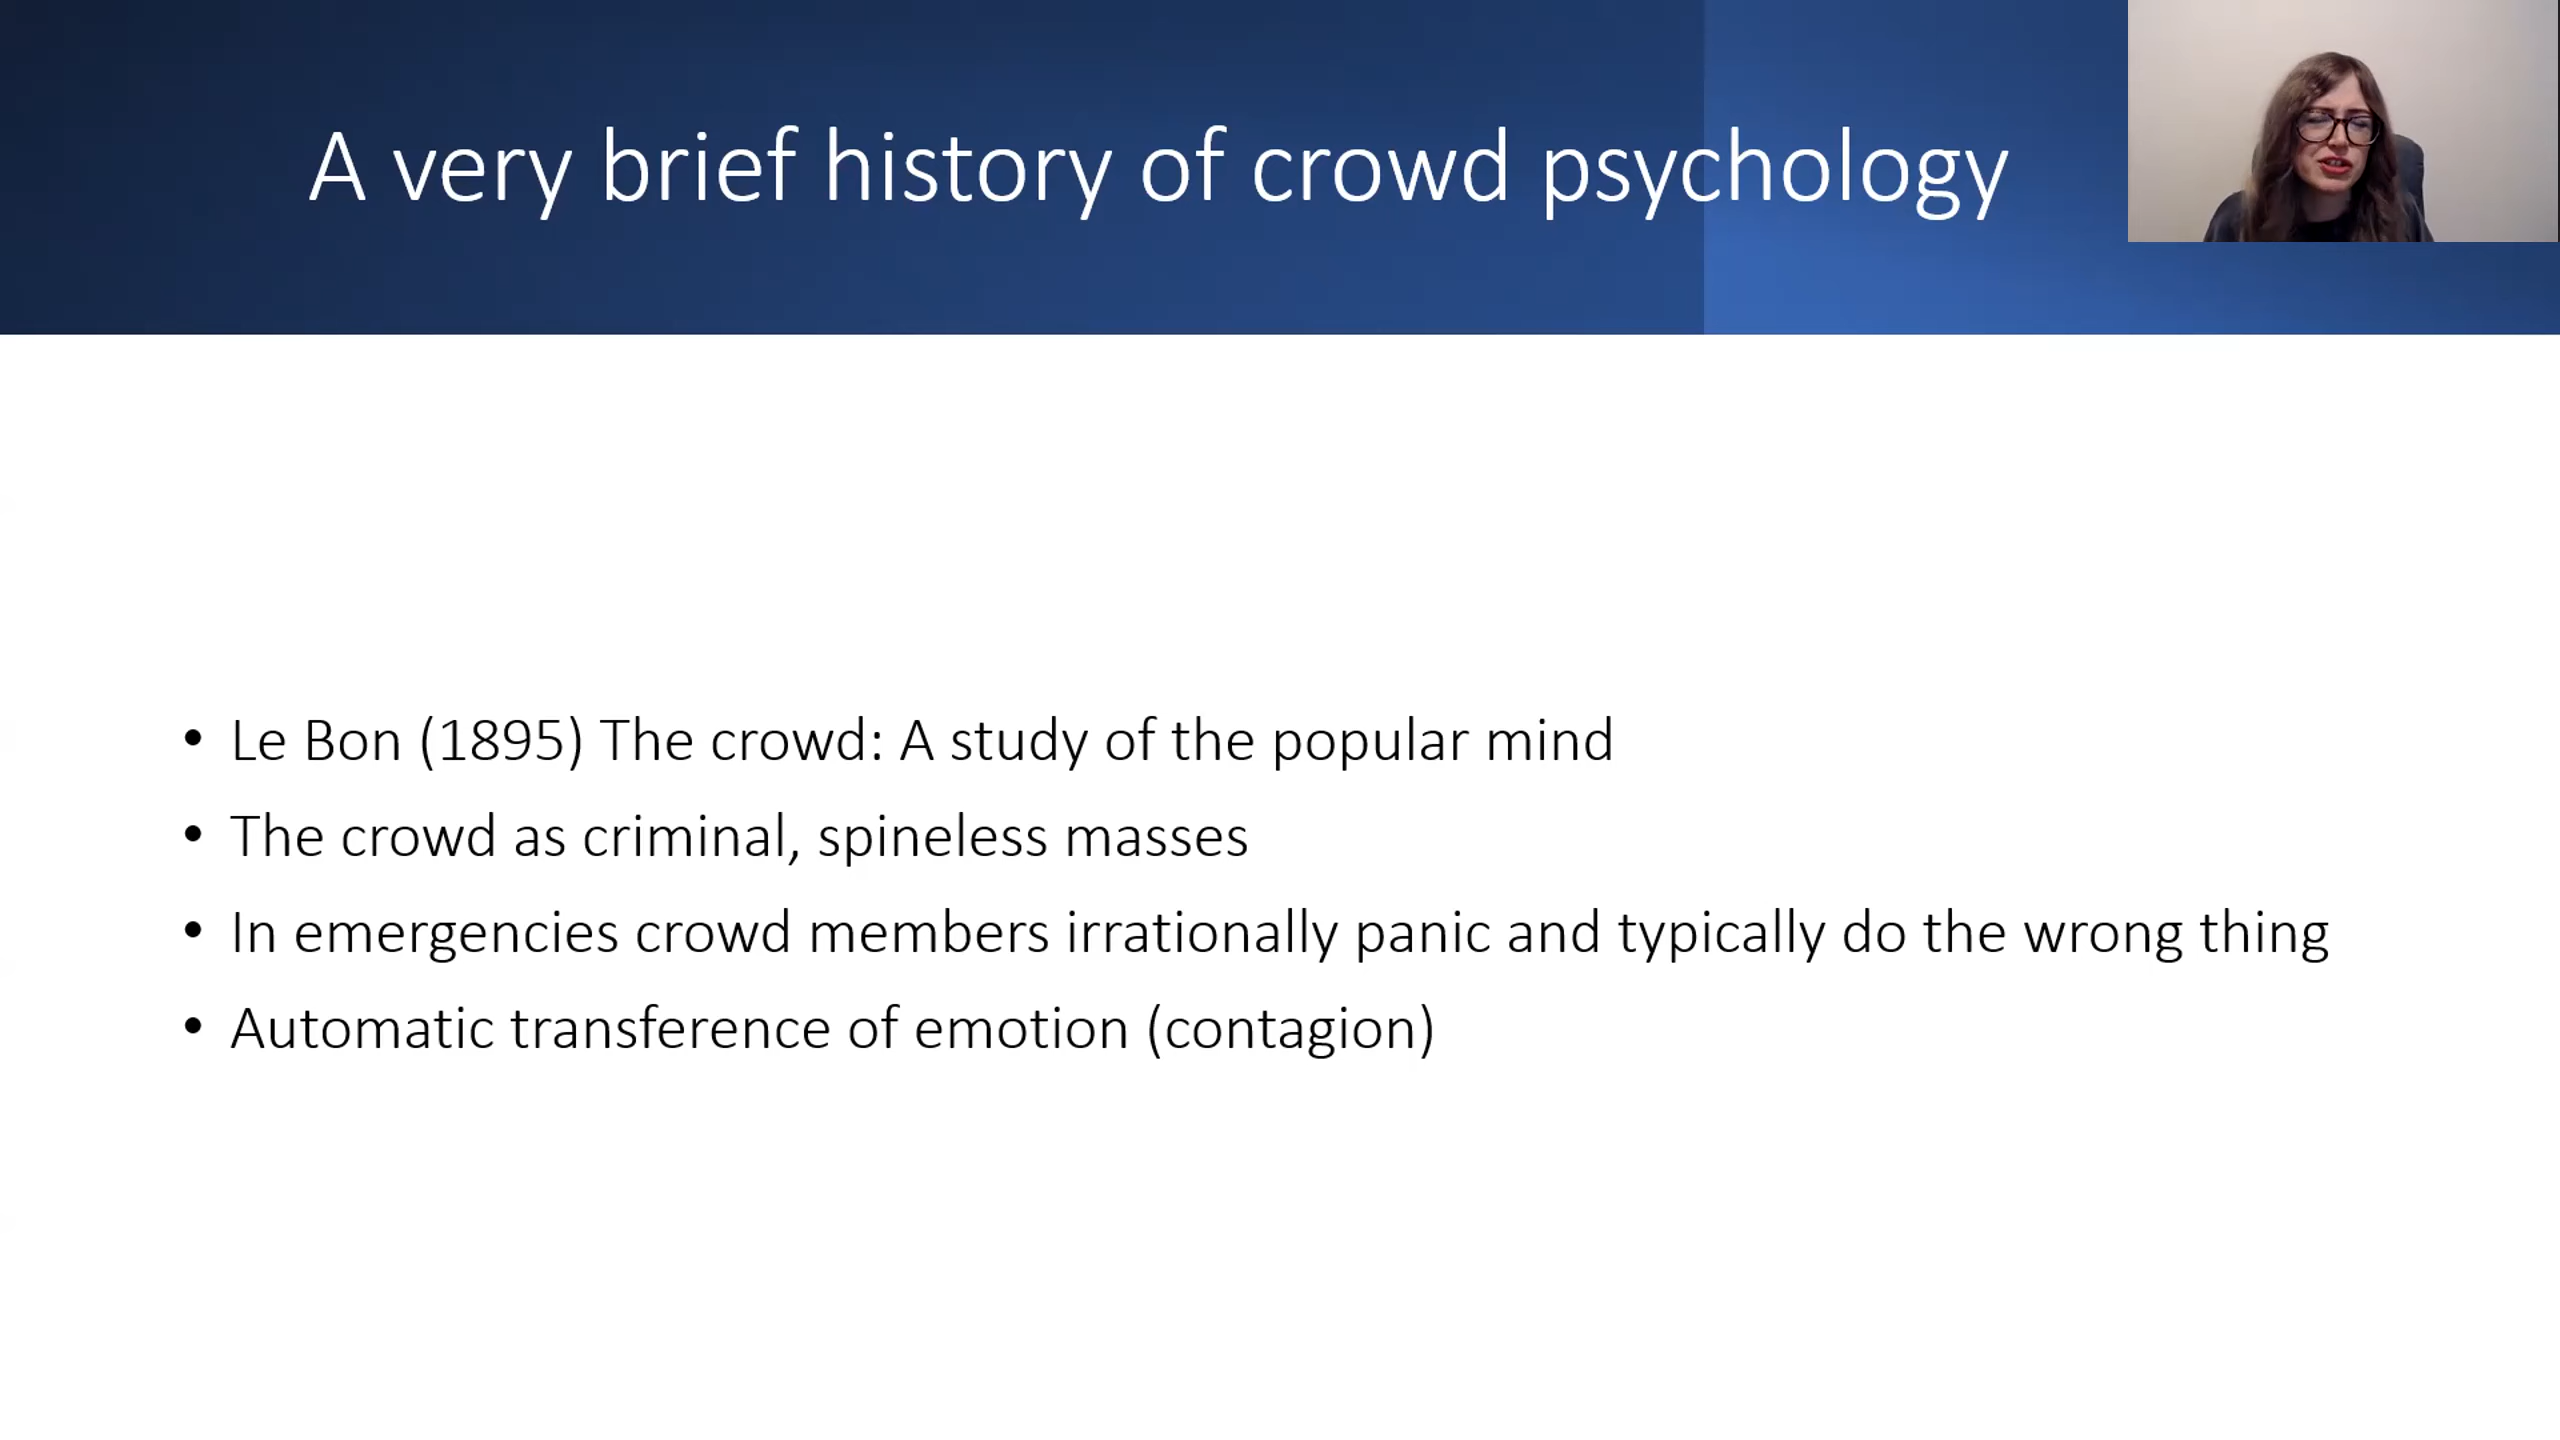 A very brief history of crowd psychology
• Le Bon (1895) The crowd: A study of the popular mind
• The crowd as criminal, spineless masses
• In emergencies crowd members irrationally panic and typically do the wrong thing
• Automatic transference of emotion (contagion)